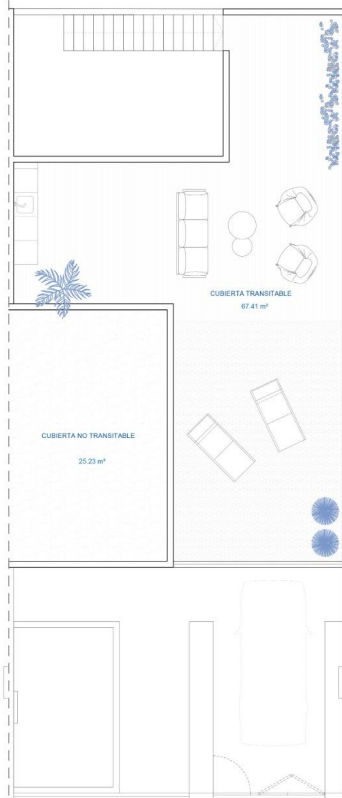 CUBIERTA TRANSITABLE
67.41 m²
CUBIERTA NO TRANSITABLE
25.23 m²